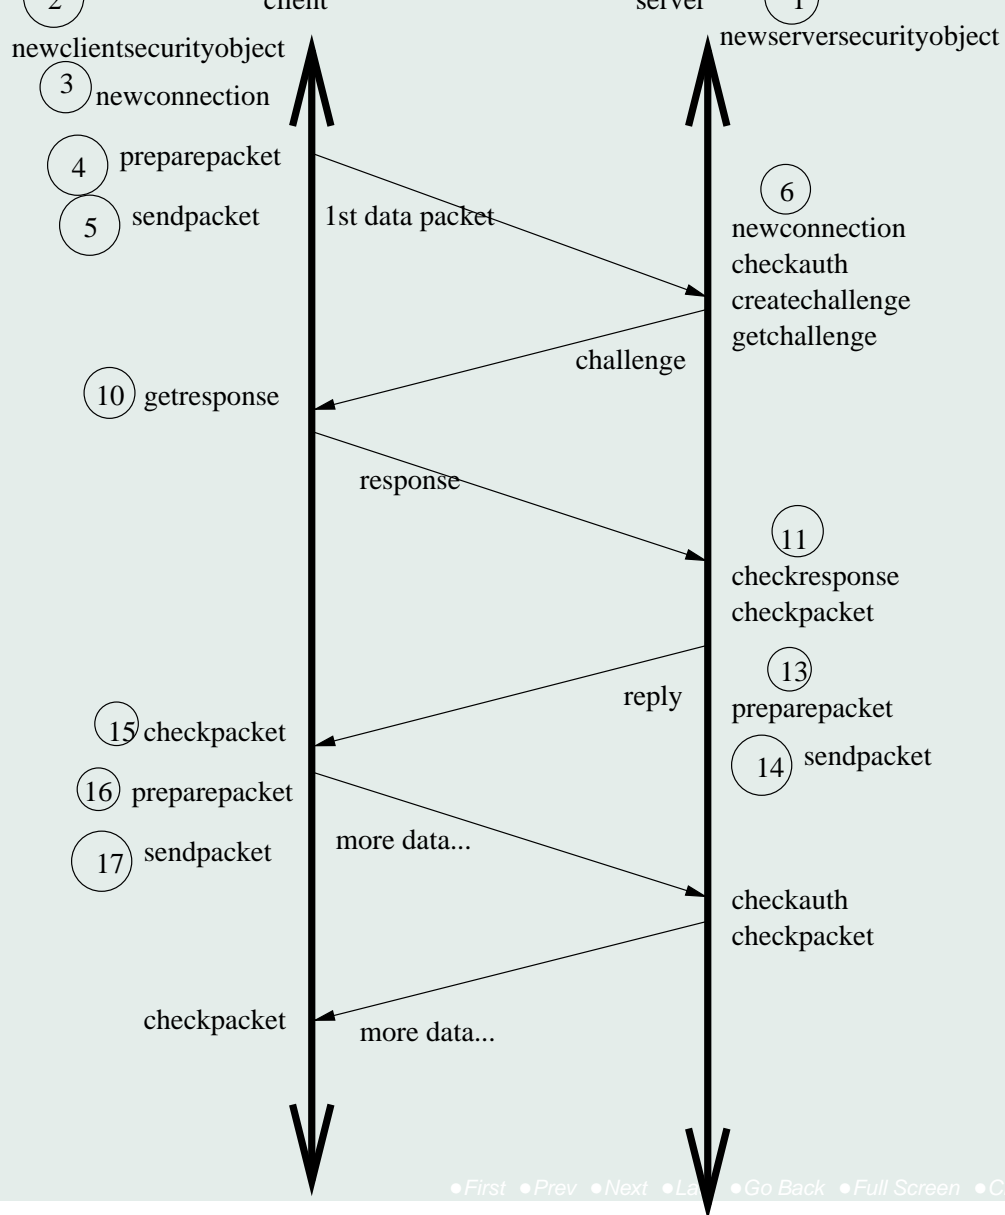 2 client server 1
newclientsecurityobject newserversecurityobject
3 newconnection
4 preparepacket
5 sendpacket 1st data packet
6
newconnection
checkauth
createchallenge
getchallenge
challenge
10 getresponse
response
11
checkresponse
checkpacket
13
reply
preparepacket
15 checkpacket
14 sendpacket
16 preparepacket
more data...
17 sendpacket
checkauth
checkpacket
checkpacket
more data...
•First •Prev •Next •Go Back •Full Screen